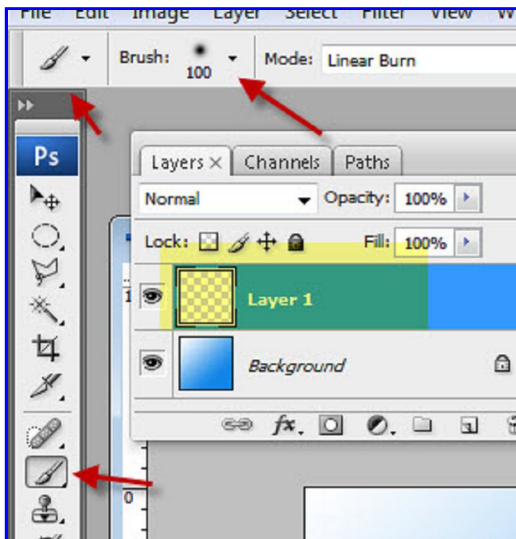 File Edit Image Layer Select Filter View
Brush: 100 Mode: Linear Burn
Ps
Layers × Channels Paths
Normal Opacity: 100%
Lock: Fill: 100%
1
Layer 1
Background
fx.
0